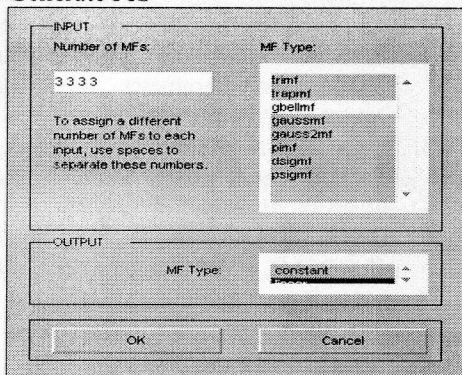 INPUT
Number of MFs:
MF Type:
3 3 3 3
trimf
trapmf
gbellmf
gaussmf
gauss2mf
pimf
dsigmf
psigmf
To assign a different
number of MFs to each
input, use spaces to
separate these numbers.
OUTPUT
MF Type:
constant
OK
Cancel